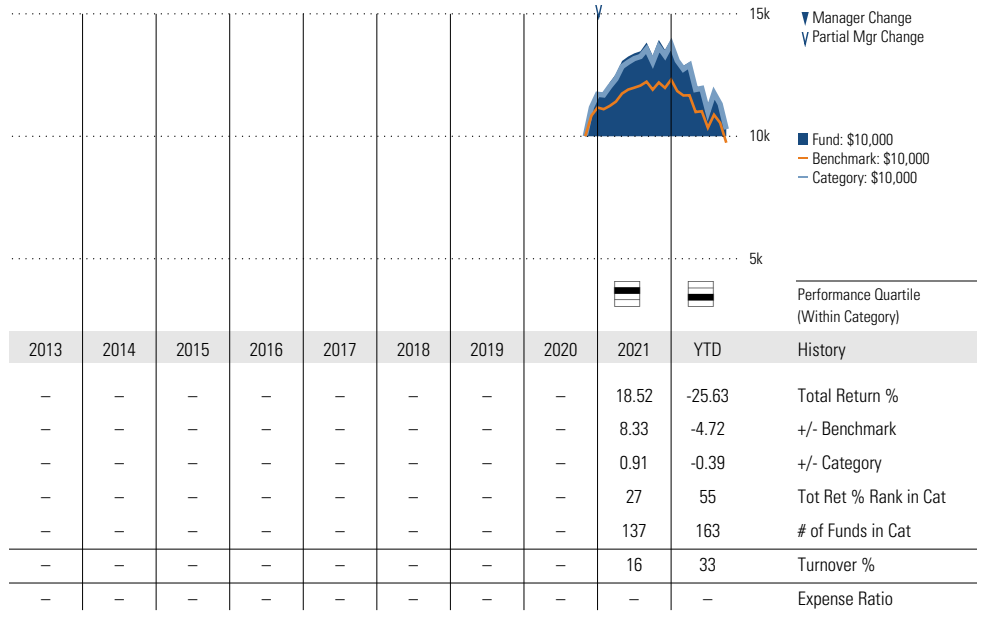 15k
▼ Manager Change
Partial Mgr Change
10k
Fund: $10,000
Benchmark: $10,000
Category: $10,000
5k
Performance Quartile
(Within Category)
2013 2014 2015 2016 2017 2018 2019 2020 2021 YTD History
– – – – – – – – 18.52 -25.63 Total Return %
– – – – – – – – 8.33 -4.72 +/- Benchmark
– – – – – – – – 0.91 -0.39 +/- Category
– – – – – – – – 27 55 Tot Ret % Rank in Cat
– – – – – – – – 137 163 # of Funds in Cat
– – – – – – – – 16 33 Turnover %
– – – – – – – – – – Expense Ratio